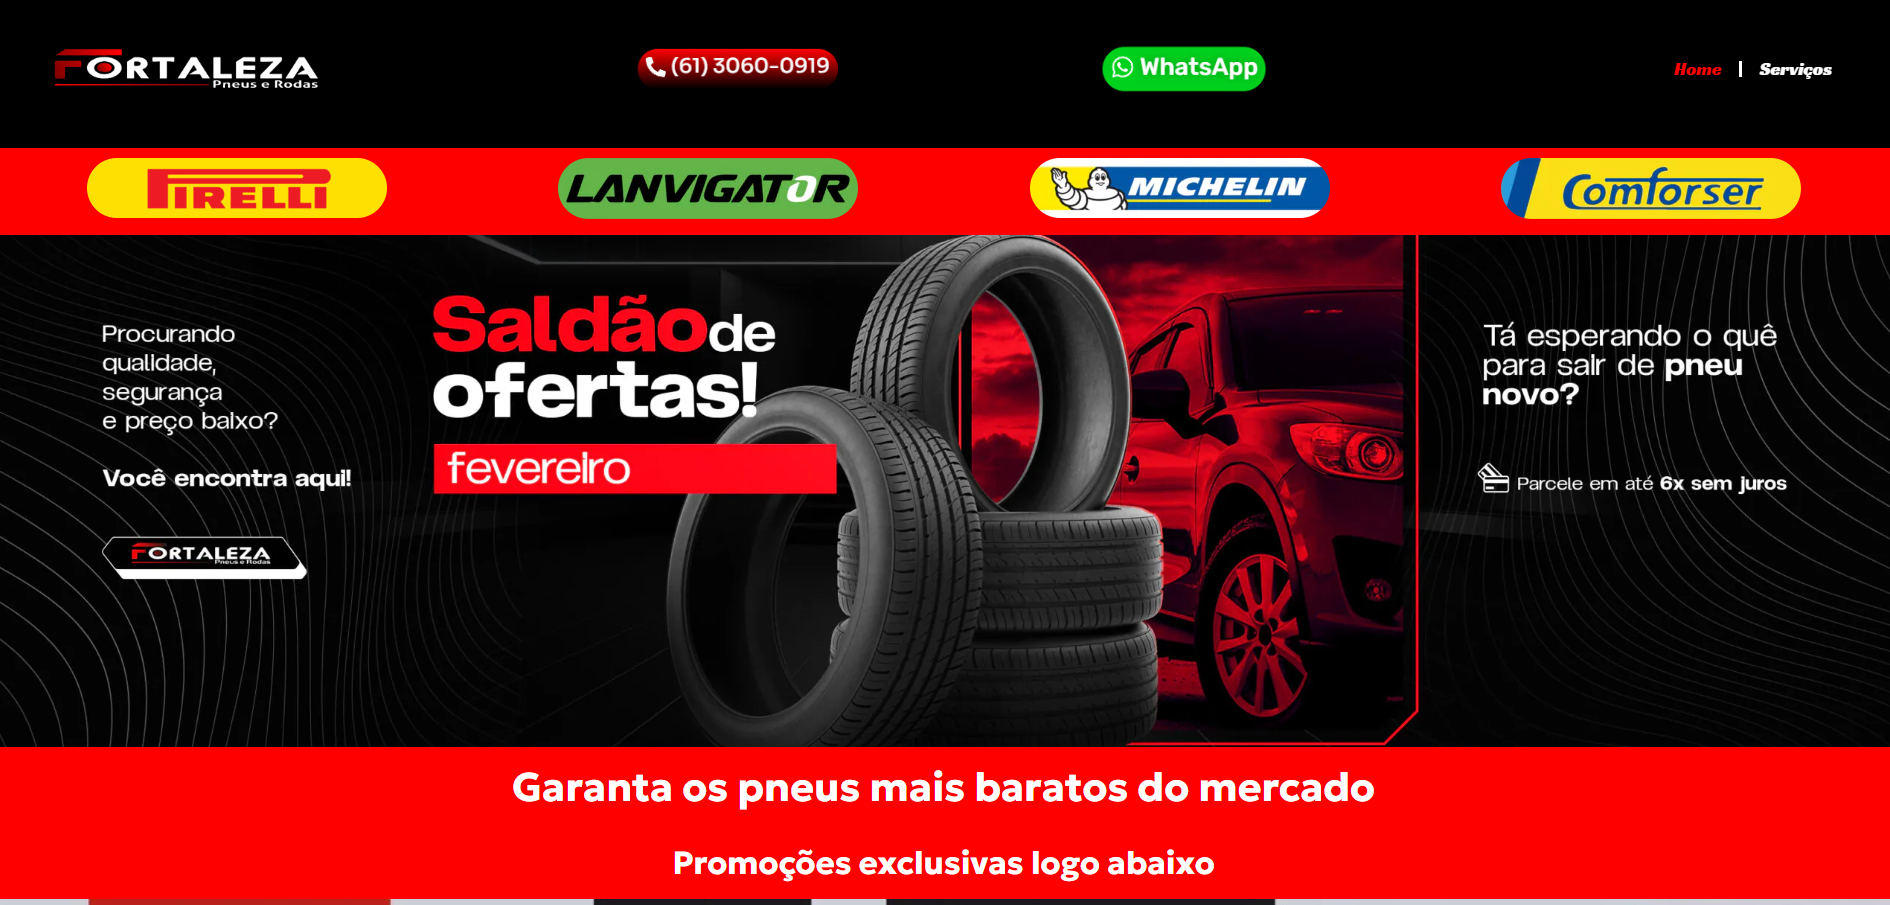 FORTALEZA
Pneus e Rodas
(61) 3060-0919
WhatsApp
Home
Serviços
PIRELLI
LANVIGATOR
MICHELIN
Comforser
Procurando
qualidade,
segurança
e preço baixo?
Você encontra aqui!
FORTALEZA
Pneus e Rodas
Saldão de
ofertas!
fevereiro
Tá esperando o quê
para sair de pneu
novo?
Parcele em até 6x sem juros
Garanta os pneus mais baratos do mercado
Promoções exclusivas logo abaixo